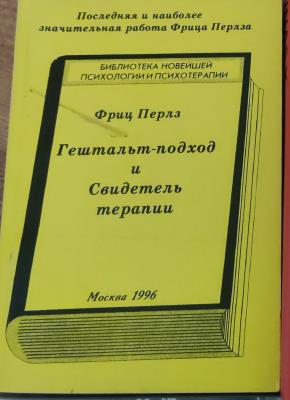 Последняя и наиболее
значительная работа Фрица Перлза
БИБЛИОТЕКА НОВЕЙШЕЙ
ПСИХОЛОГИИ И ПСИХОТЕРАПИИ
Фриц Перлз
Гештальт-подход
и
Свидетель
терапии
Москва 1996